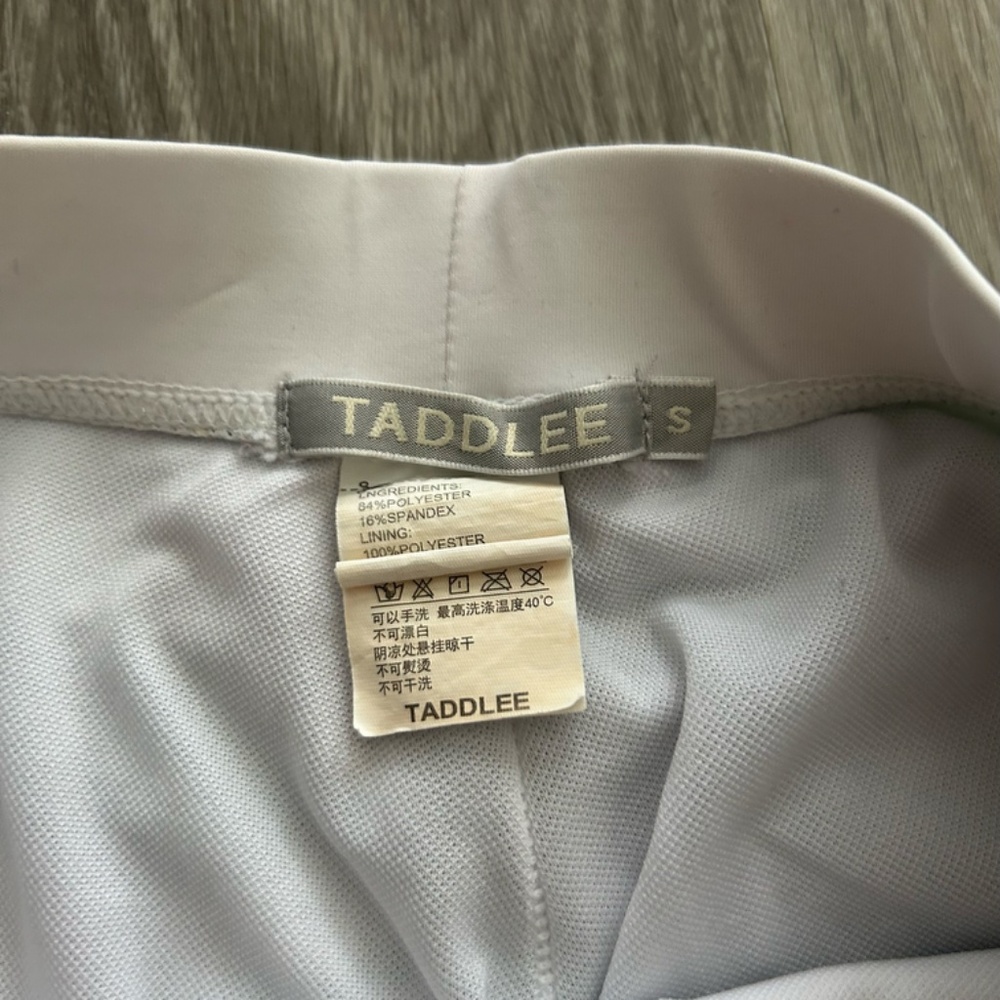 TADDLEE S
LNGREDIENTS:
84%POLYESTER
16%SPANDEX
LINING:
100%POLYESTER
可以手洗 最高洗涤温度40°C
不可漂白
阴凉处悬挂晾干
不可熨烫
不可干洗
TADDLEE